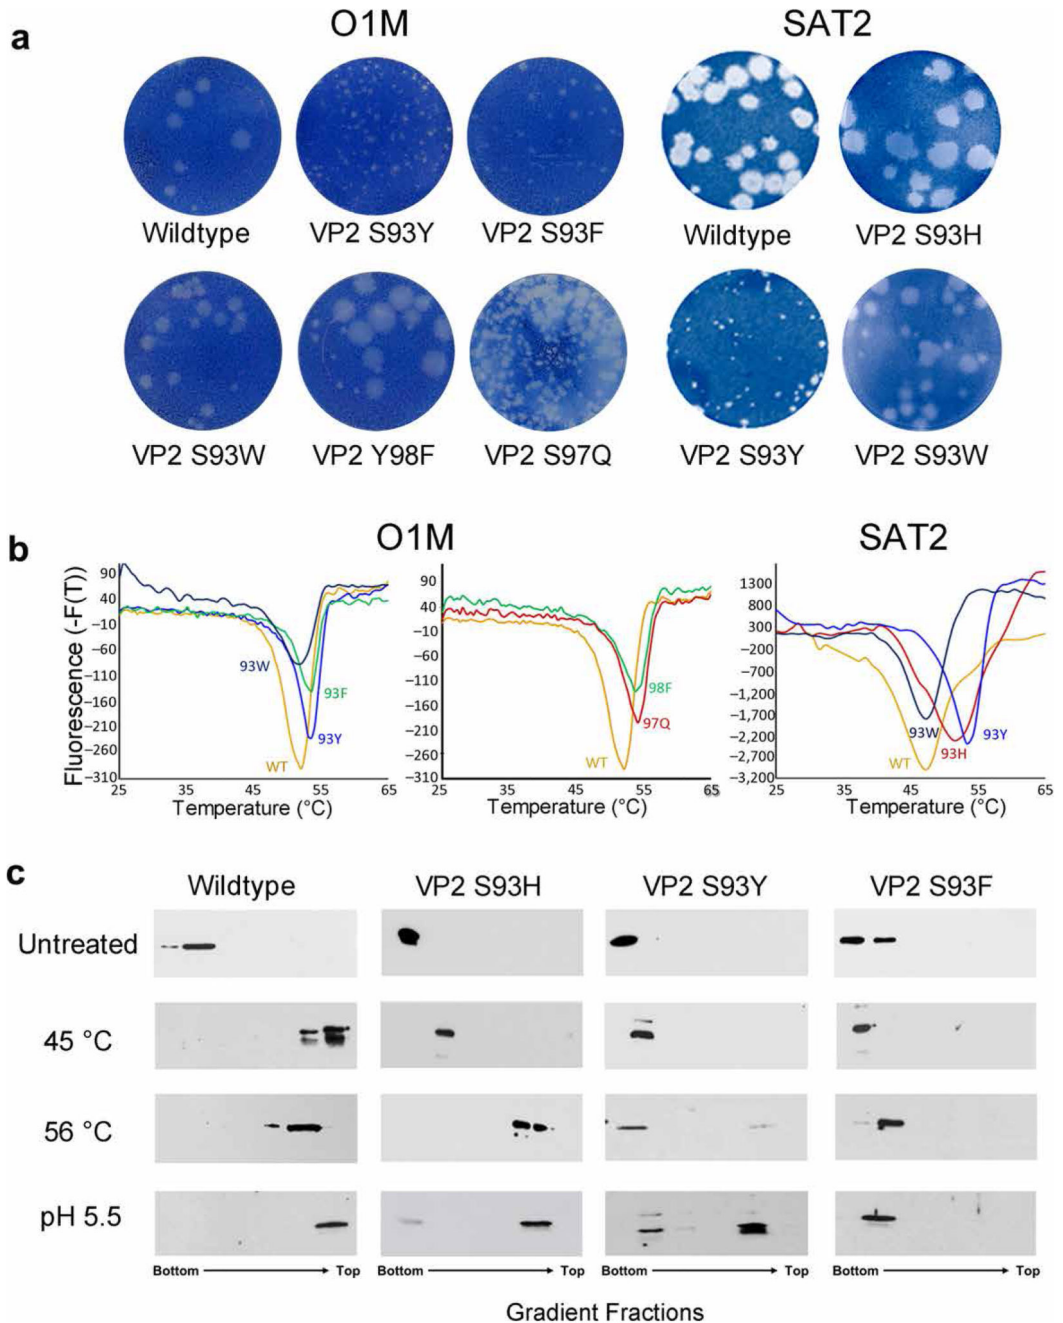 a
O1M
SAT2
Wildtype
VP2 S93Y
VP2 S93F
Wildtype
VP2 S93H
VP2 S93W
VP2 Y98F
VP2 S97Q
VP2 S93Y
VP2 S93W
b
O1M
SAT2
Fluorescence (-F(T))
90
40
−10
−60
−110
−160
−210
−260
−310
93W
93F
93Y
WT
25
35
45
55
65
Temperature (°C)
90
40
−10
−60
−110
−160
−210
−260
−310
98F
97Q
WT
25
35
45
55
65
Temperature (°C)
1300
800
300
−200
−700
−1,200
−1,700
−2,200
−2,700
−3,200
93W
93Y
93H
WT
25
35
45
55
65
Temperature (°C)
c
Wildtype
VP2 S93H
VP2 S93Y
VP2 S93F
Untreated
45 °C
56 °C
pH 5.5
Bottom
Top
Bottom
Top
Bottom
Top
Bottom
Top
Gradient Fractions